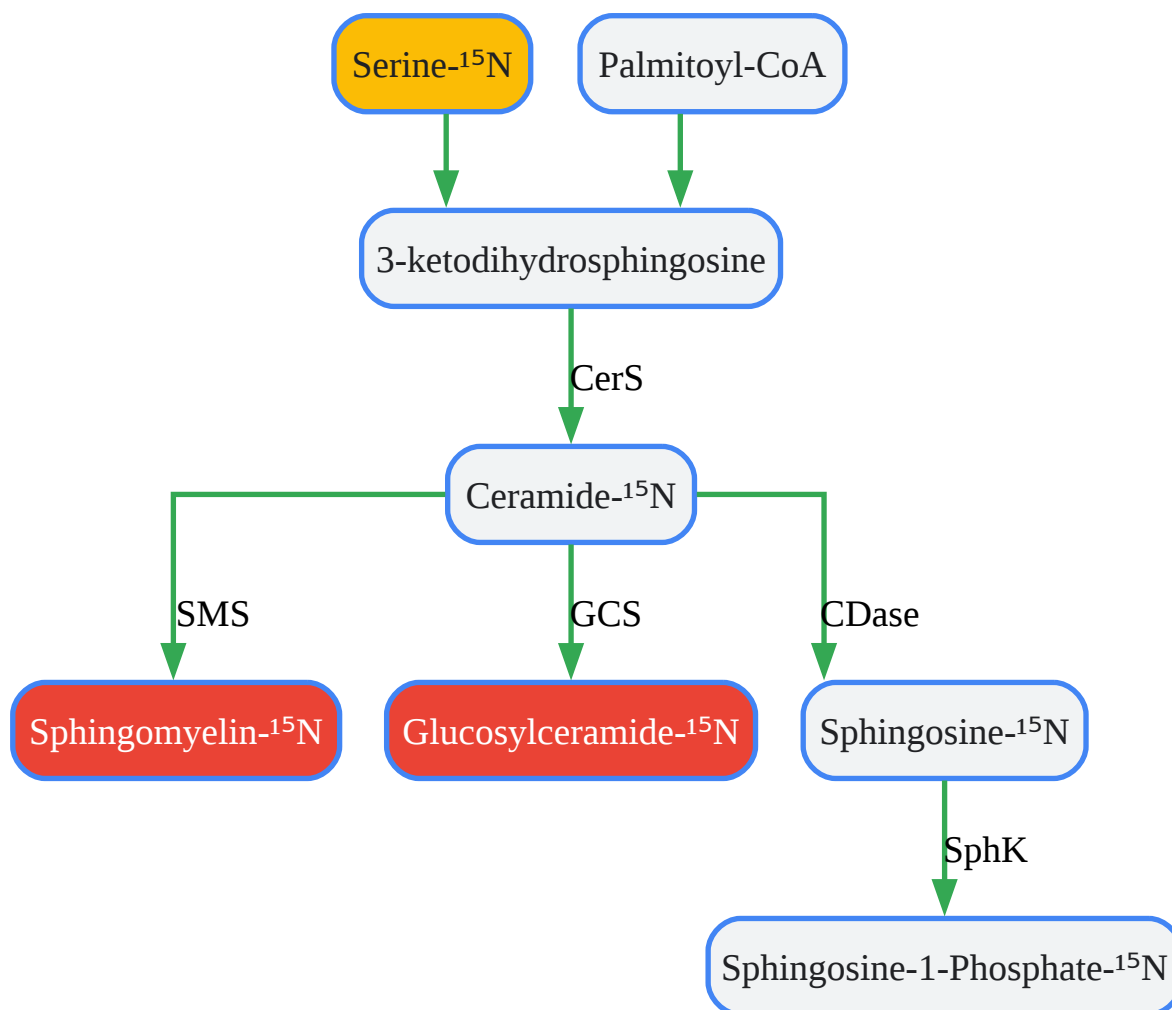 Serine-¹⁵N
Palmitoyl-CoA
3-ketodihydrosphingosine
CerS
Ceramide-¹⁵N
SMS
GCS
CDase
Sphingomyelin-¹⁵N
Glucosylceramide-¹⁵N
Sphingosine-¹⁵N
SphK
Sphingosine-1-Phosphate-¹⁵N